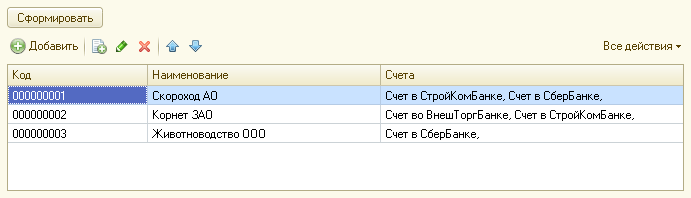 Сформировать
Добавить Все действия
Код Наименование Счета
000000001 Скороход АО Счет в СтройКомБанке, Счет в СберБанке,
000000002 Корнет ЗАО Счет во ВнешТоргБанке, Счет в СтройКомБанке,
000000003 Животноводство ООО Счет в СберБанке,